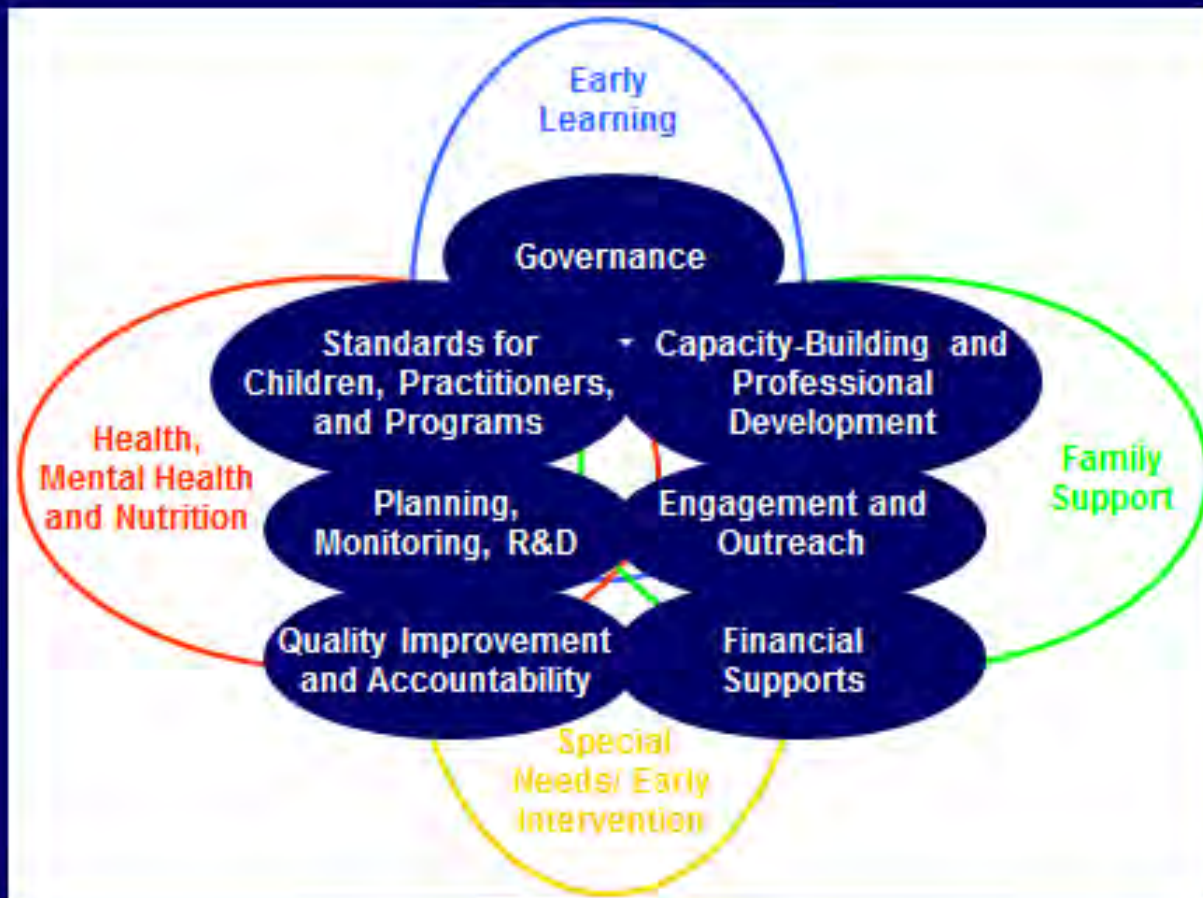 Early
Learning
Governance
Standards for
Children, Practitioners,
and Programs
Capacity-Building and
Professional
Development
Health,
Mental Health
and Nutrition
Family
Support
Planning,
Monitoring, R&D
Engagement and
Outreach
Quality Improvement
and Accountability
Financial
Supports
Special
Needs/ Early
Intervention